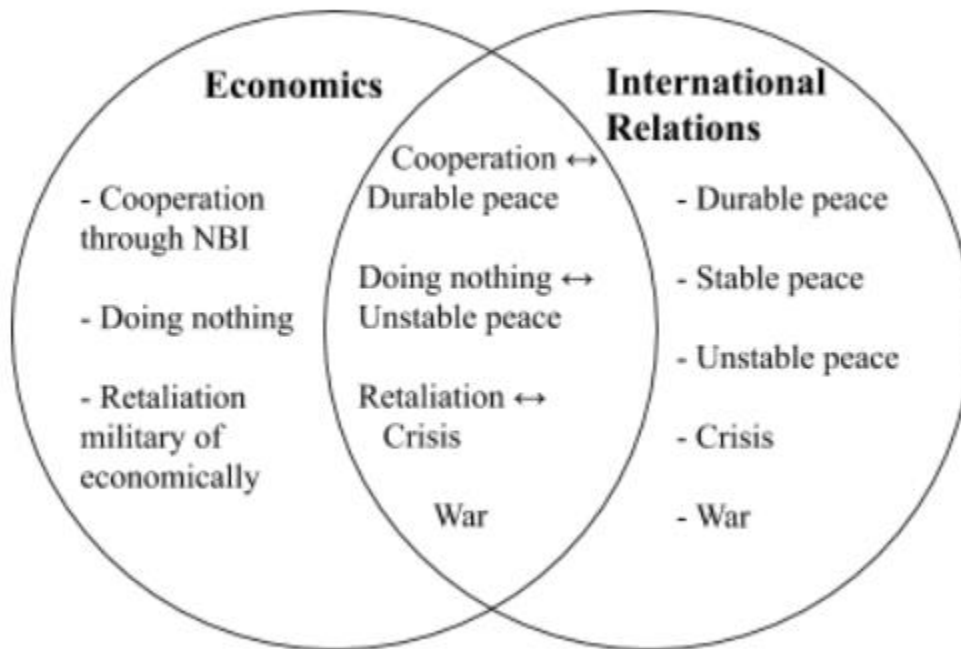 Economics
- Cooperation
through NBI
- Doing nothing
- Retaliation
military of
economically
Cooperation ↔
Durable peace
Doing nothing ↔
Unstable peace
Retaliation ↔
Crisis
War
International
Relations
- Durable peace
- Stable peace
- Unstable peace
- Crisis
- War